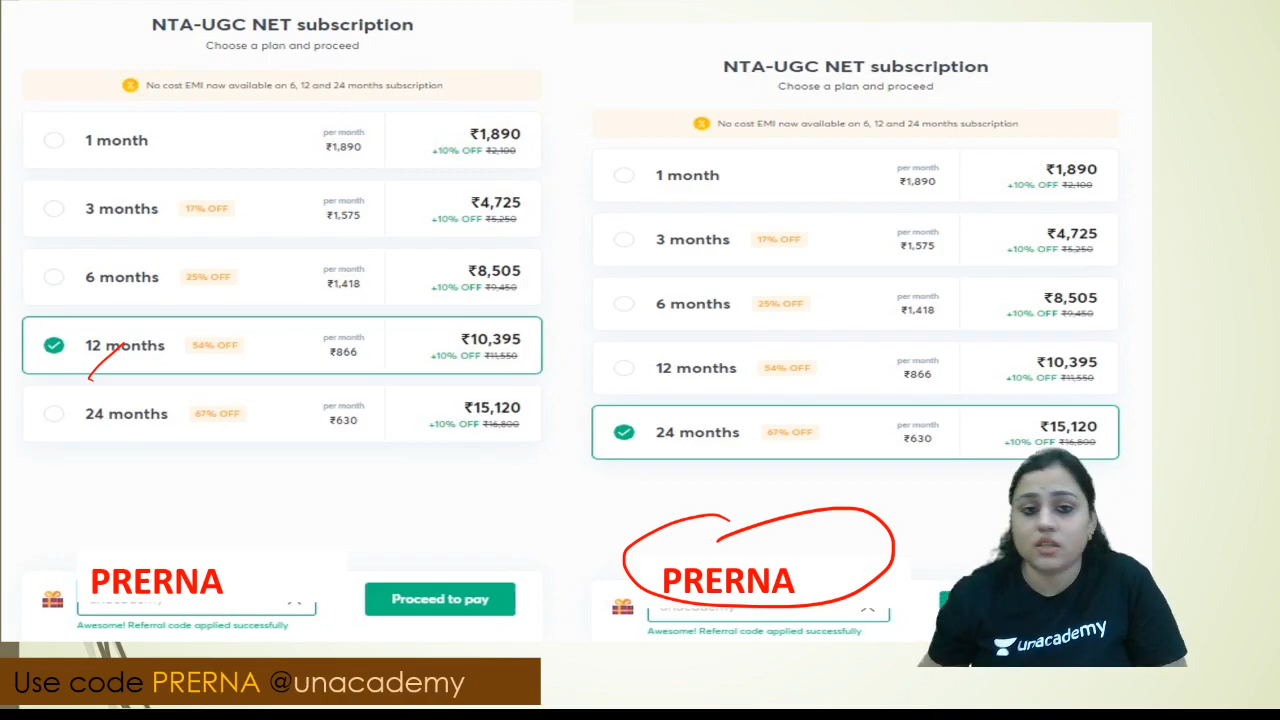 NTA-UGC NET subscription
Choose a plan and proceed
No cost EMI now available on 6, 12 and 24 months subscription
1 month per month ₹1,890 ₹1,890 +10% OFF ₹2,100
3 months 17% OFF per month ₹1,575 ₹4,725 +10% OFF ₹5,250
6 months 25% OFF per month ₹1,418 ₹8,505 +10% OFF ₹9,450
12 months 54% OFF per month ₹866 ₹10,395 +10% OFF ₹11,550
24 months 67% OFF per month ₹630 ₹15,120 +10% OFF ₹16,800
PRERNA
unacademy
Proceed to pay
Awesome! Referral code applied successfully
NTA-UGC NET subscription
Choose a plan and proceed
No cost EMI now available on 6, 12 and 24 months subscription
1 month per month ₹1,890 ₹1,890 +10% OFF ₹2,100
3 months 17% OFF per month ₹1,575 ₹4,725 +10% OFF ₹5,250
6 months 25% OFF per month ₹1,418 ₹8,505 +10% OFF ₹9,450
12 months 54% OFF per month ₹866 ₹10,395 +10% OFF ₹11,550
24 months 67% OFF per month ₹630 ₹15,120 +10% OFF ₹16,800
PRERNA
unacademy
Awesome! Referral code applied successfully
unacademy
Use code PRERNA @unacademy